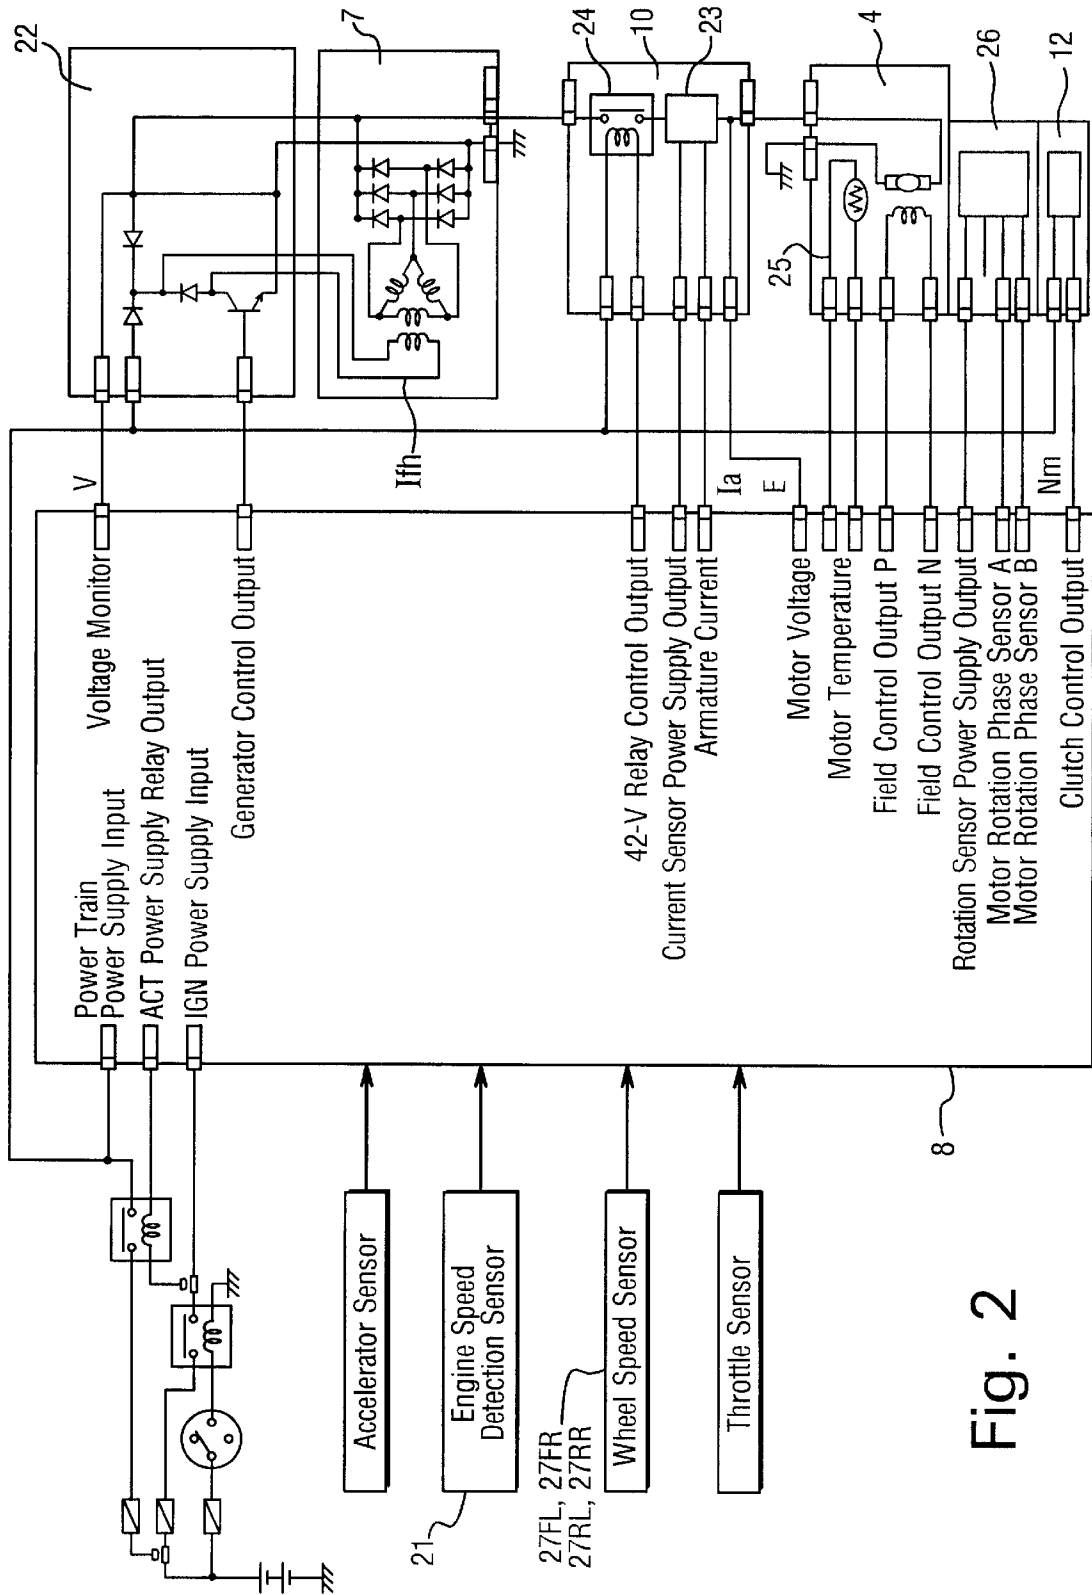 22
7
24
10
23
4
26
12
25
Ifh
V
Ia
E
Nm
Power Train
Power Supply Input
Voltage Monitor
ACT Power Supply Relay Output
IGN Power Supply Input
Generator Control Output
42-V Relay Control Output
Current Sensor Power Supply Output
Armature Current
Motor Voltage
Motor Temperature
Field Control Output P
Field Control Output N
Rotation Sensor Power Supply Output
Motor Rotation Phase Sensor A
Motor Rotation Phase Sensor B
Clutch Control Output
8
Accelerator Sensor
Engine Speed
Detection Sensor
21
Wheel Speed Sensor
27FL, 27FR
27RL, 27RR
Throttle Sensor
Fig. 2